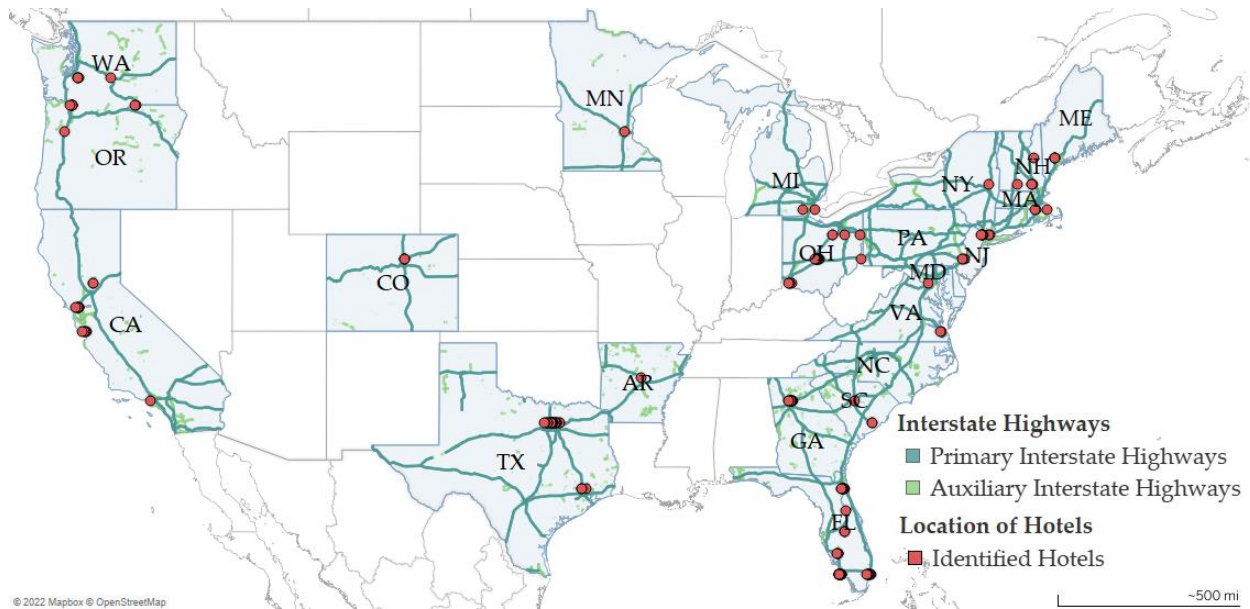 WA
OR
CA
CO
TX
MN
AR
MI
OH
ME
NH
NY
MA
PA
NJ
MD
VA
NC
SC
GA
FL
Interstate Highways
Primary Interstate Highways
Auxiliary Interstate Highways
Location of Hotels
Identified Hotels
© 2022 Mapbox © OpenStreetMap
~500 mi